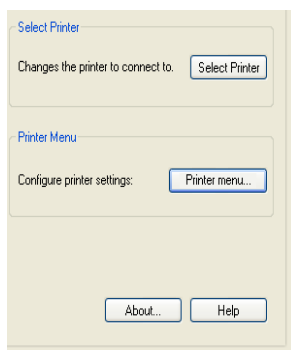 Select Printer
Changes the printer to connect to. Select Printer
Printer Menu
Configure printer settings: Printer menu...
About... Help